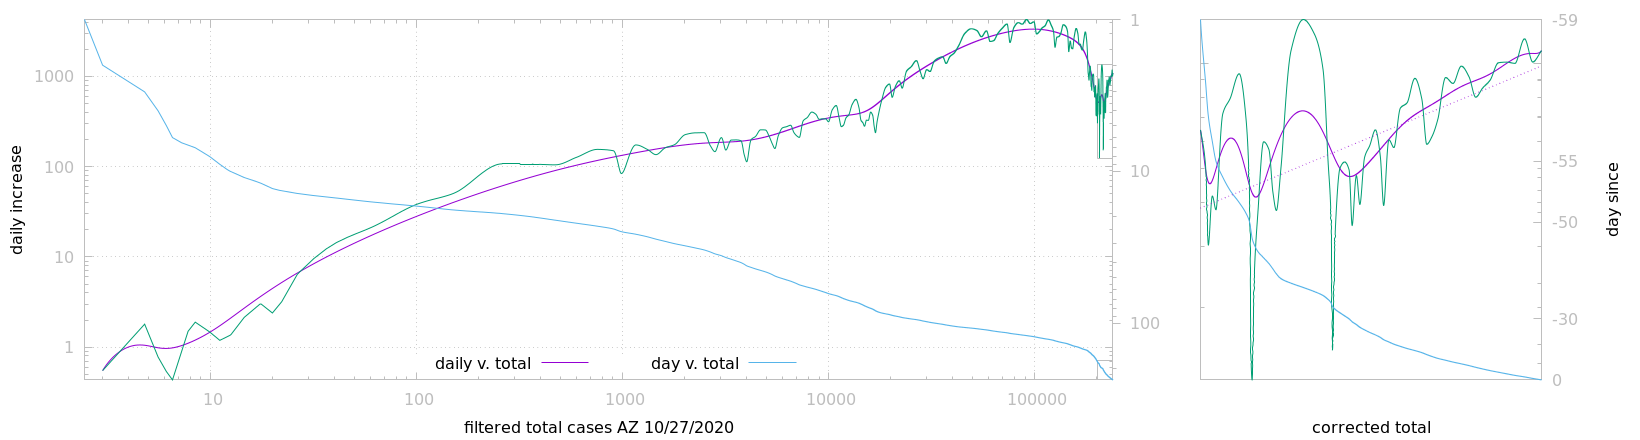 daily increase
1000
100
10
1
10
100
1000
10000
100000
1
10
100
daily v. total
day v. total
filtered total cases AZ 10/27/2020
-59
-55
-50
-30
0
day since
corrected total